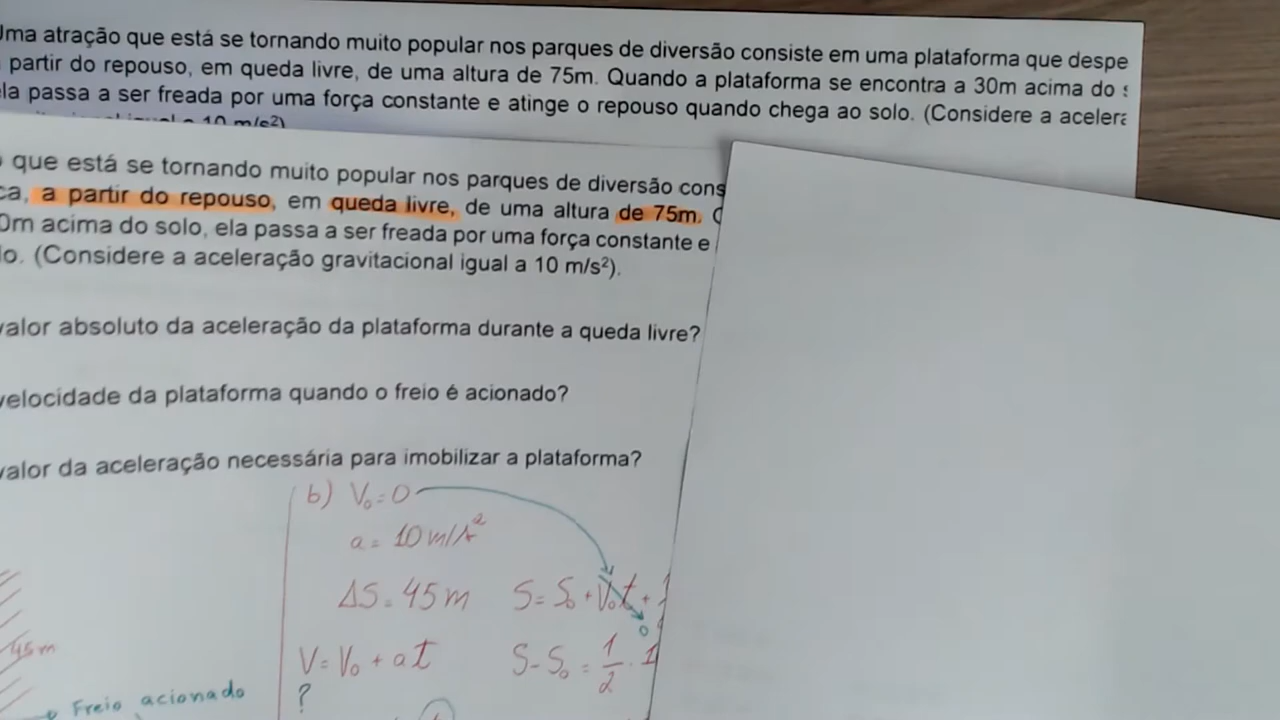 Uma atração que está se tornando muito popular nos parques de diversão consiste em uma plataforma que despe
partir do repouso, em queda livre, de uma altura de 75m. Quando a plataforma se encontra a 30m acima do s
ela passa a ser freada por uma força constante e atinge o repouso quando chega ao solo. (Considere a acelera
igual a 10 m/s²)
que está se tornando muito popular nos parques de diversão cons
ca, a partir do repouso, em queda livre, de uma altura de 75m. Q
0m acima do solo, ela passa a ser freada por uma força constante e
lo. (Considere a aceleração gravitacional igual a 10 m/s²).
valor absoluto da aceleração da plataforma durante a queda livre?
velocidade da plataforma quando o freio é acionado?
valor da aceleração necessária para imobilizar a plataforma?
b) V₀=0
a = 10 m/s²
ΔS = 45 m
S = S₀ + V₀t +
0
45m
V = V₀ + at
S - S₀ = 1/2 . 1
?
Freio acionado